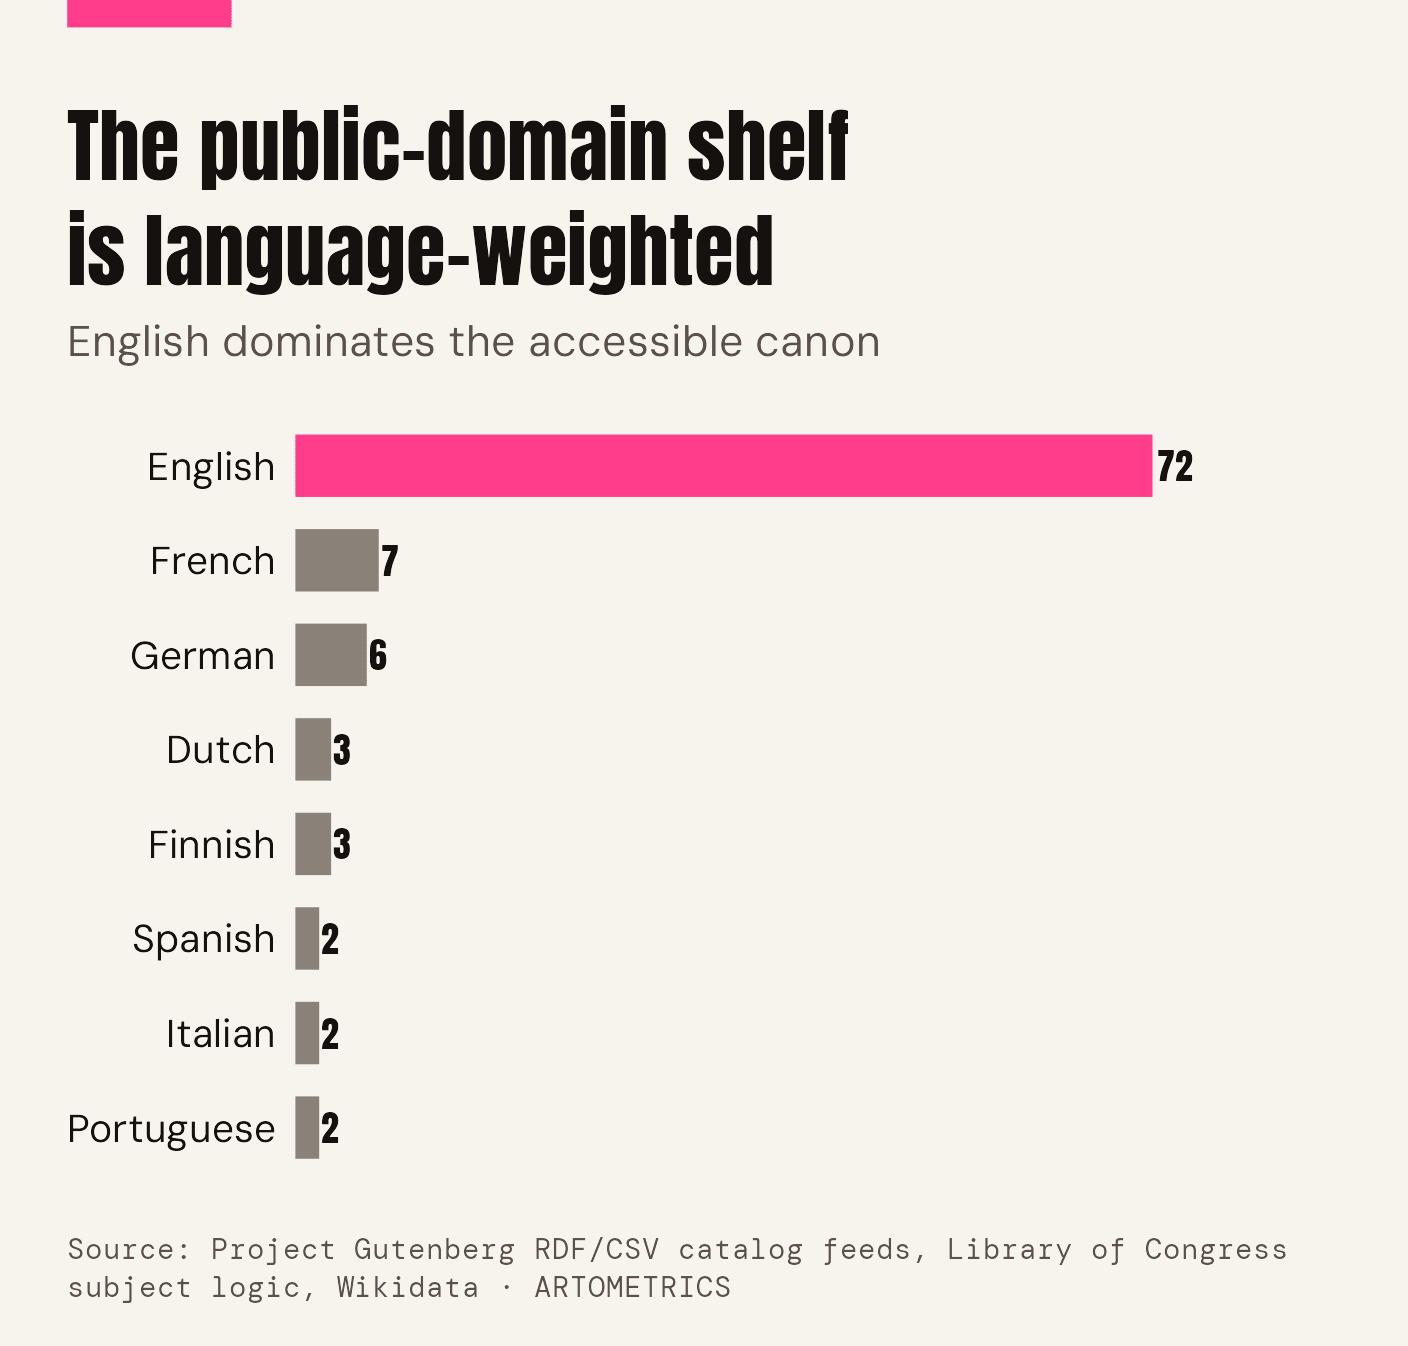 The public-domain shelf
is language-weighted
English dominates the accessible canon
English 72
French 7
German 6
Dutch 3
Finnish 3
Spanish 2
Italian 2
Portuguese 2
Source: Project Gutenberg RDF/CSV catalog feeds, Library of Congress
subject logic, Wikidata · ARTOMETRICS